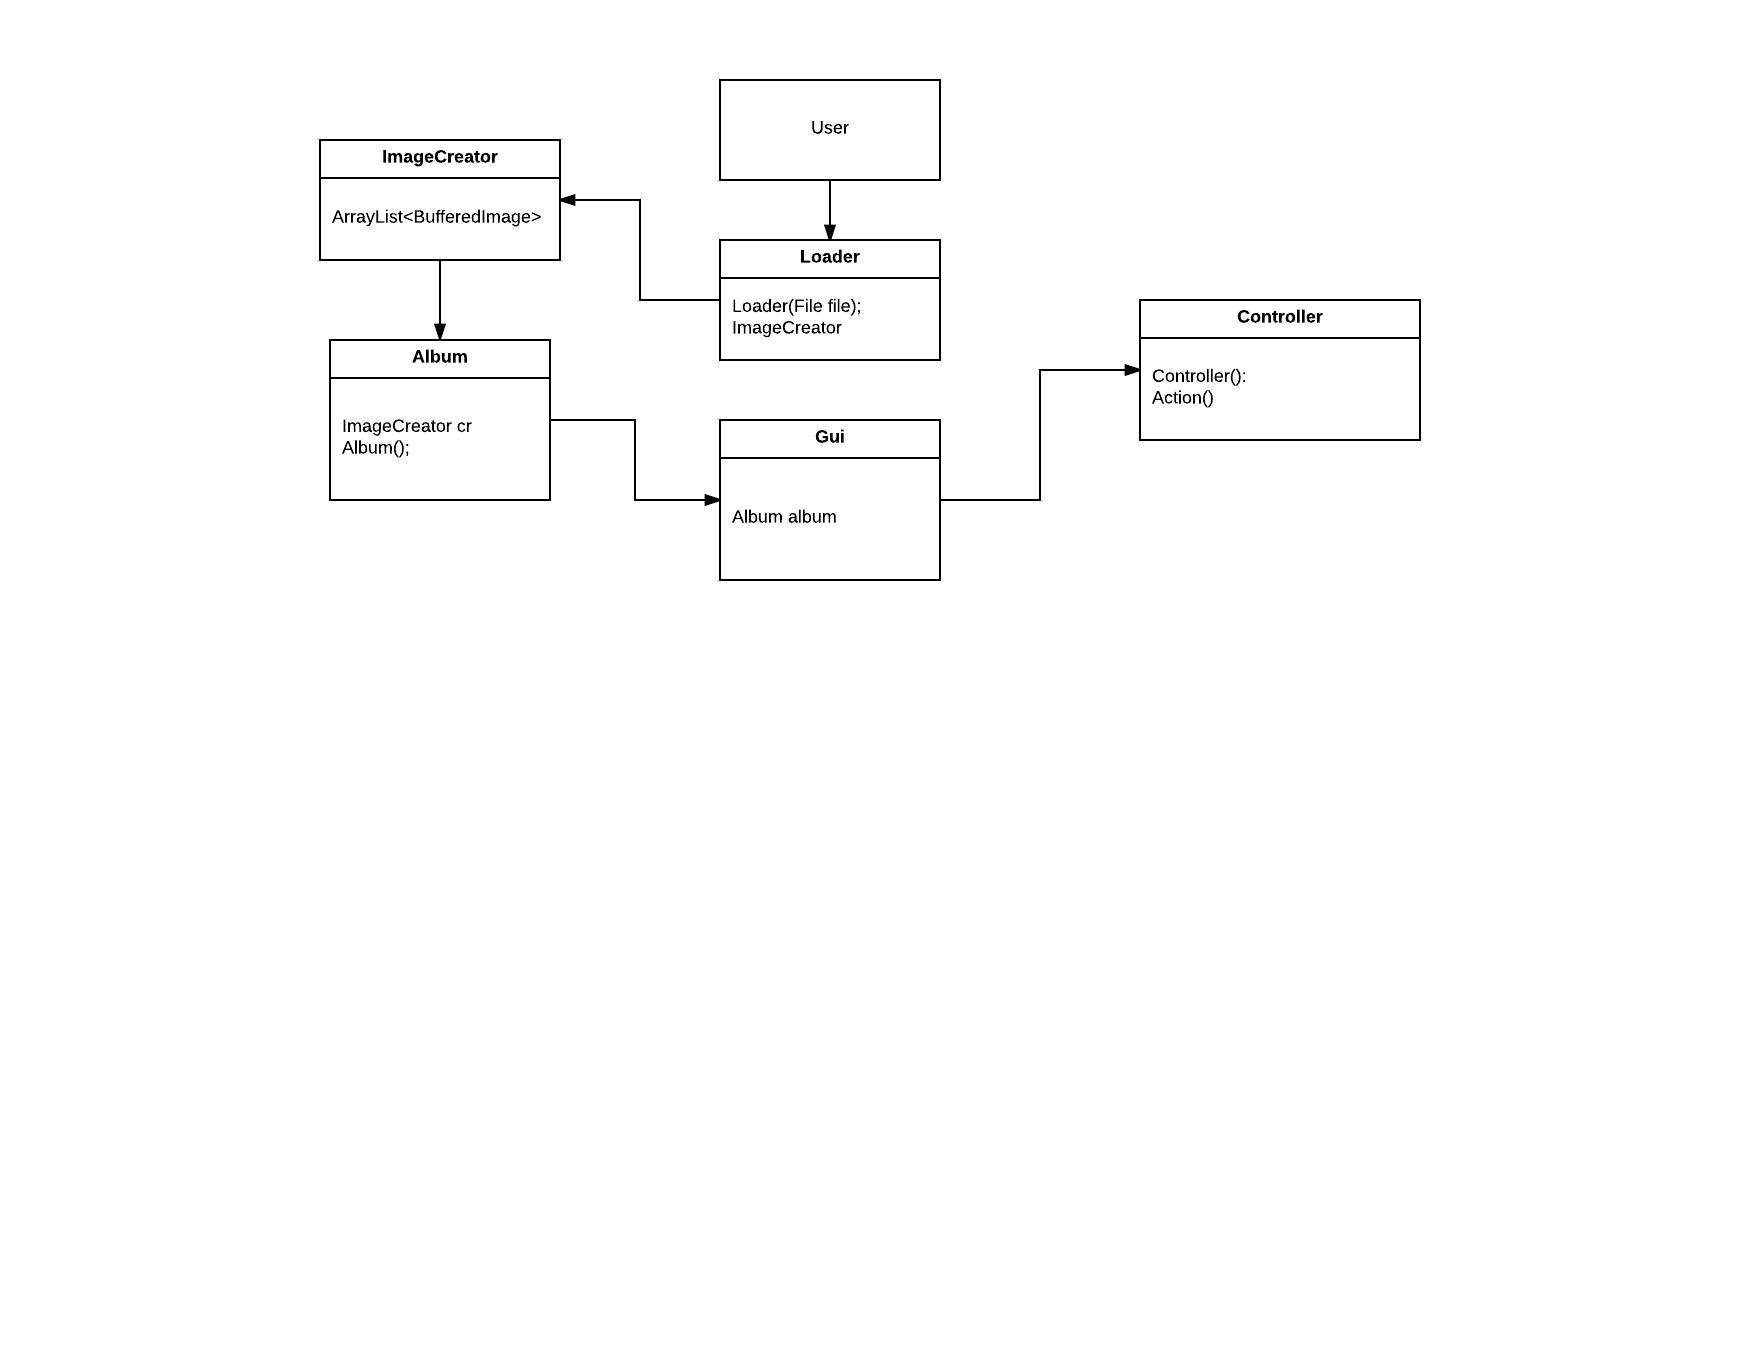 User
ImageCreator
ArrayList<BufferedImage>
Loader
Loader(File file);
ImageCreator
Controller
Controller():
Action()
Album
ImageCreator cr
Album();
Gui
Album album